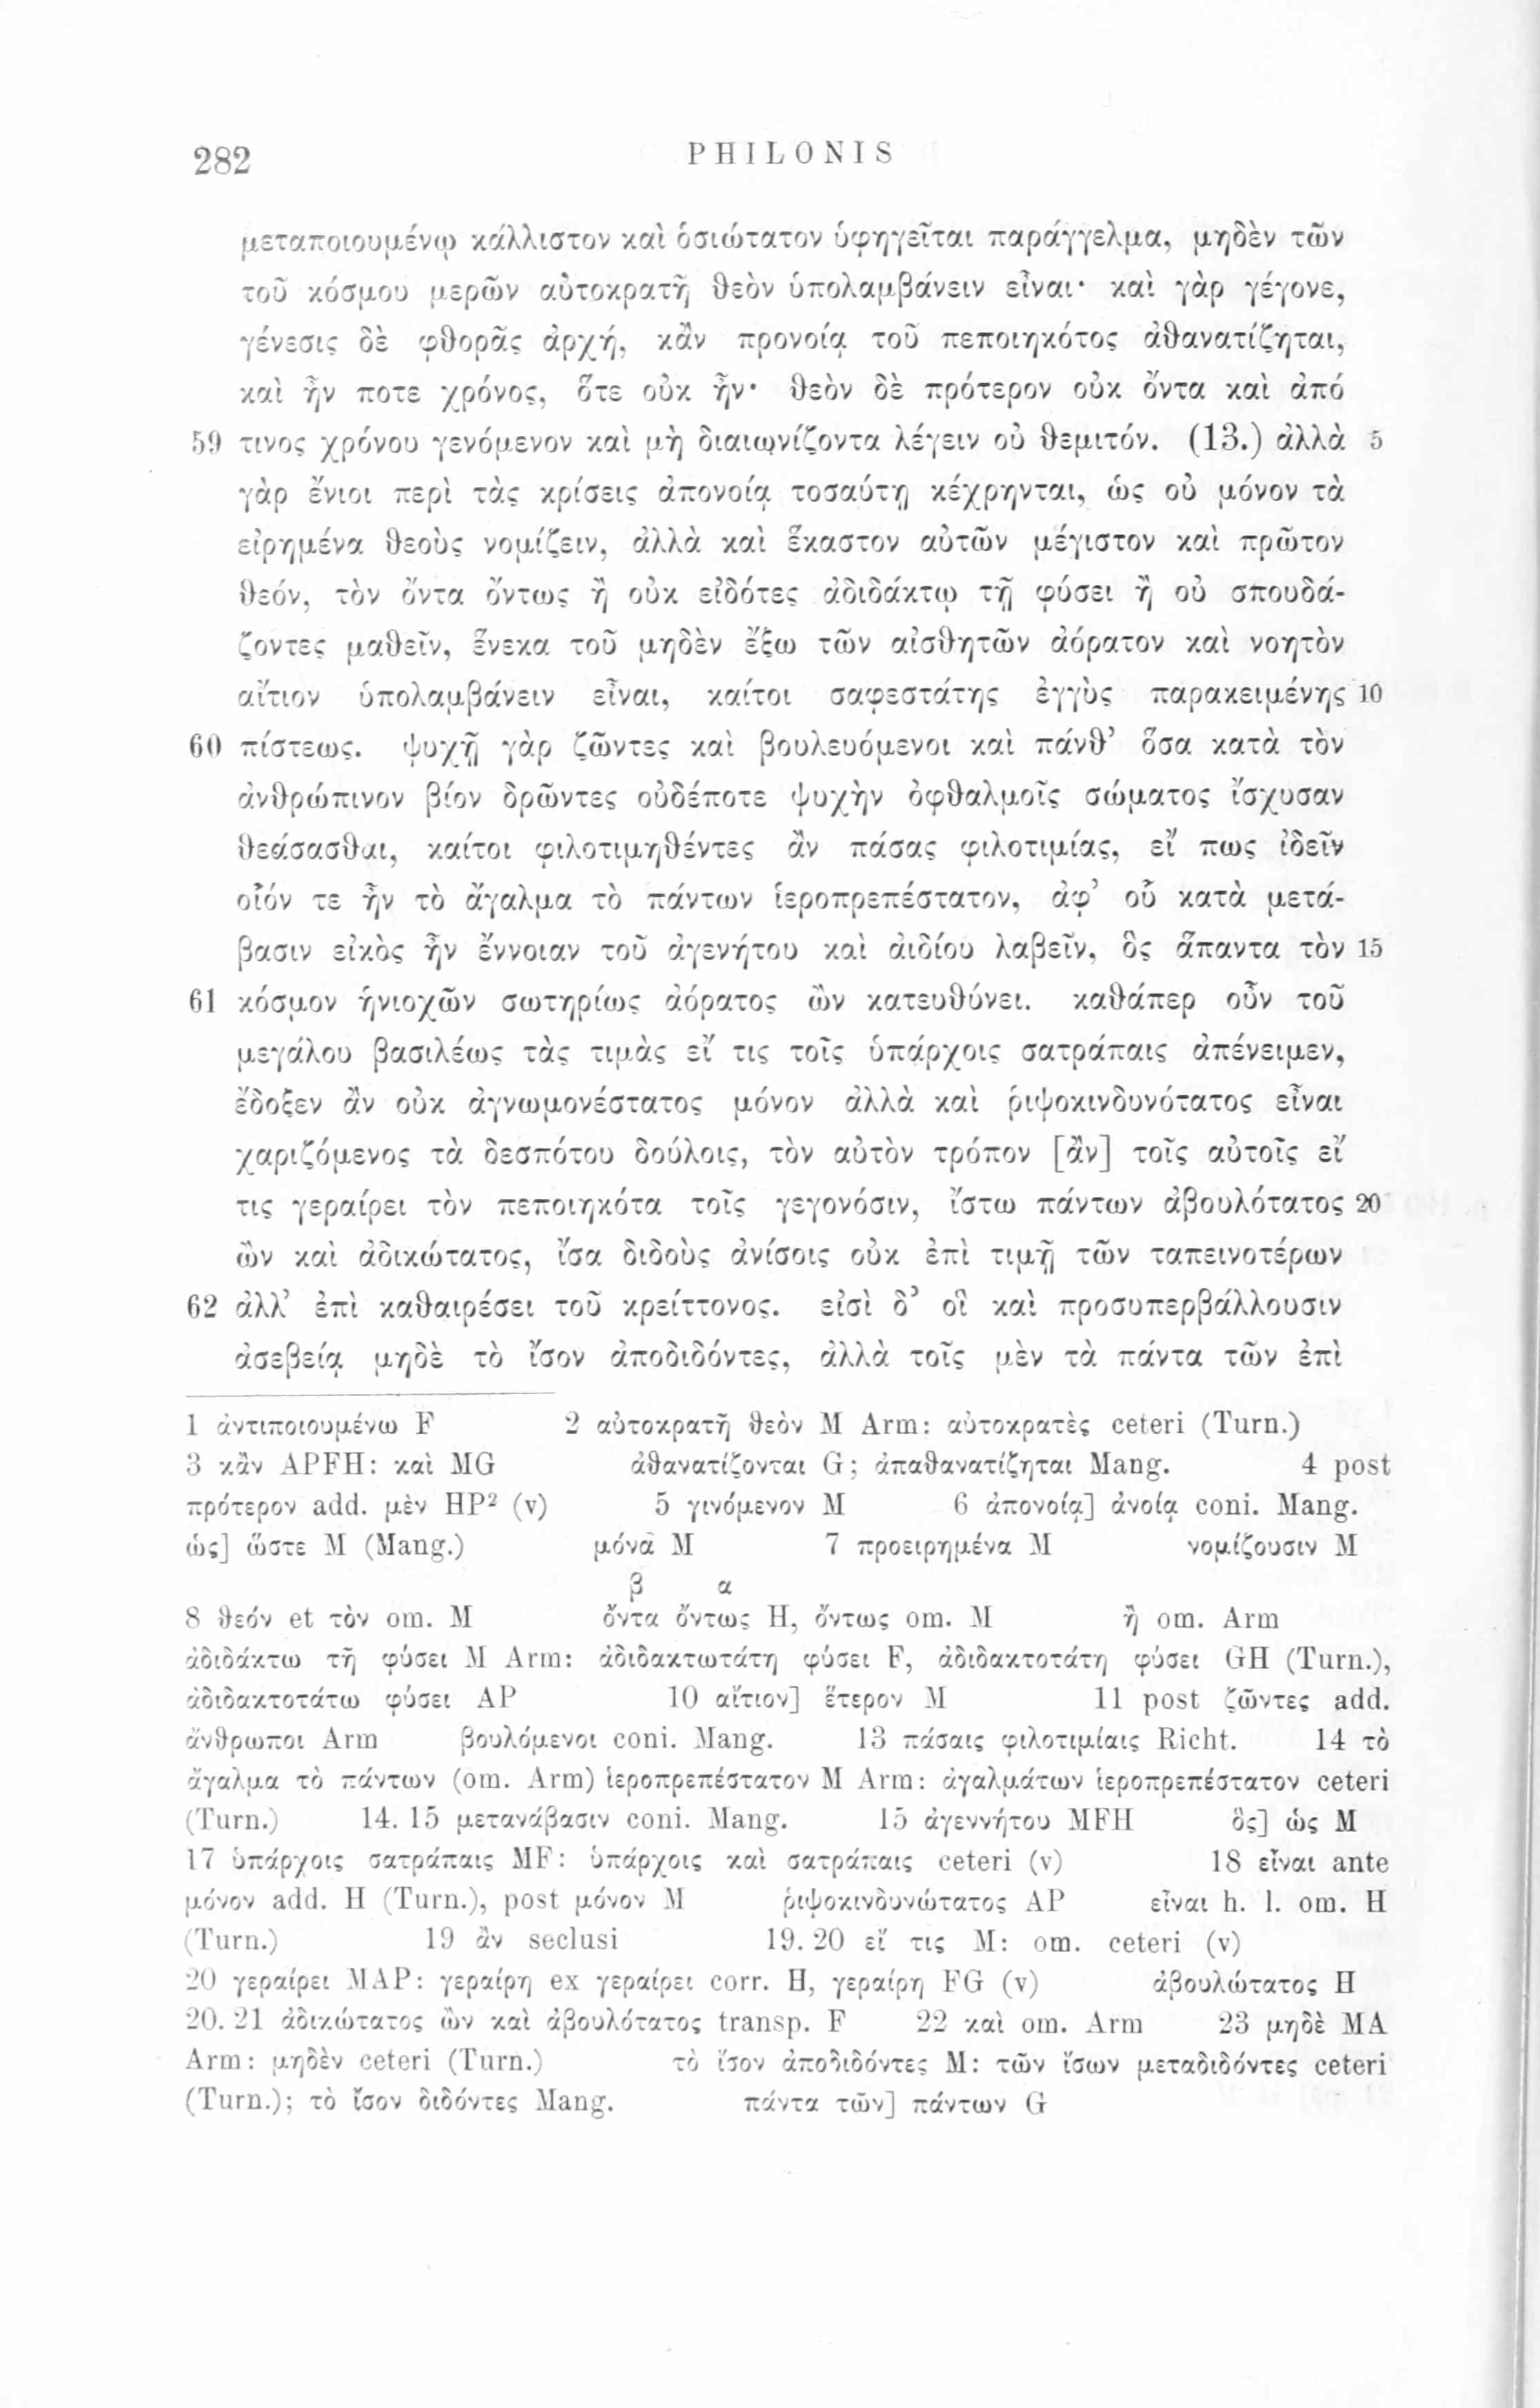 282
PHILONIS
μεταποιουμένῳ κάλλιστον καὶ ὁσιώτατον ὑφηγεῖται παράγγελμα, μηδὲν τῶν
τοῦ κόσμου μερῶν αὐτοκρατῆ θεὸν ὑπολαμβάνειν εἶναι· καὶ γὰρ γέγονε,
γένεσις δὲ φθορᾶς ἀρχή, κἂν προνοίᾳ τοῦ πεποιηκότος ἀθανατίζηται,
καὶ ἦν ποτε χρόνος, ὅτε οὐκ ἦν· θεὸν δὲ πρότερον οὐκ ὄντα καὶ ἀπό
59 τινος χρόνου γενόμενον καὶ μὴ διαιωνίζοντα λέγειν οὐ θεμιτόν. (13.) ἀλλὰ 5
γὰρ ἔνιοι περὶ τὰς κρίσεις ἀπονοίᾳ τοσαύτῃ κέχρηνται, ὡς οὐ μόνον τὰ
εἰρημένα θεοὺς νομίζειν, ἀλλὰ καὶ ἕκαστον αὐτῶν μέγιστον καὶ πρῶτον
θεόν, τὸν ὄντα ὄντως ἢ οὐκ εἰδότες ἀδιδάκτῳ τῇ φύσει ἢ οὐ σπουδά-
ζοντες μαθεῖν, ἕνεκα τοῦ μηδὲν ἔξω τῶν αἰσθητῶν ἀόρατον καὶ νοητὸν
αἴτιον ὑπολαμβάνειν εἶναι, καίτοι σαφεστάτης ἐγγὺς παρακειμένης 10
60 πίστεως. ψυχῇ γὰρ ζῶντες καὶ βουλευόμενοι καὶ πάνθ’ ὅσα κατὰ τὸν
ἀνθρώπινον βίον δρῶντες οὐδέποτε ψυχὴν ὀφθαλμοῖς σώματος ἴσχυσαν
θεάσασθαι, καίτοι φιλοτιμηθέντες ἂν πάσας φιλοτιμίας, εἴ πως ἰδεῖν
οἷόν τε ἦν τὸ ἄγαλμα τὸ πάντων ἱεροπρεπέστατον, ἀφ’ οὗ κατὰ μετά-
βασιν εἰκὸς ἦν ἔννοιαν τοῦ ἀγενήτου καὶ ἀιδίου λαβεῖν, ὃς ἅπαντα τὸν 15
61 κόσμον ἡνιοχῶν σωτηρίως ἀόρατος ὢν κατευθύνει. καθάπερ οὖν τοῦ
μεγάλου βασιλέως τὰς τιμὰς εἴ τις τοῖς ὑπάρχοις σατράπαις ἀπένειμεν,
ἔδοξεν ἂν οὐκ ἀγνωμονέστατος μόνον ἀλλὰ καὶ ῥιψοκινδυνότατος εἶναι
χαριζόμενος τὰ δεσπότου δούλοις, τὸν αὐτὸν τρόπον [ἂν] τοῖς αὐτοῖς εἴ
τις γεραίρει τὸν πεποιηκότα τοῖς γεγονόσιν, ἴστω πάντων ἀβουλότατος 20
ὢν καὶ ἀδικώτατος, ἴσα διδοὺς ἀνίσοις οὐκ ἐπὶ τιμῇ τῶν ταπεινοτέρων
62 ἀλλ’ ἐπὶ καθαιρέσει τοῦ κρείττονος. εἰσὶ δ’ οἳ καὶ προσυπερβάλλουσιν
ἀσεβείᾳ μηδὲ τὸ ἴσον ἀποδιδόντες, ἀλλὰ τοῖς μὲν τὰ πάντα τῶν ἐπὶ
1 ἀντιποιουμένω F 2 αὐτοκρατῆ θεὸν M Arm: αὐτοκρατὲς ceteri (Turn.)
3 κἂν APFH: καὶ MG ἀθανατίζονται G; ἀπαθανατίζηται Mang. 4 post
πρότερον add. μὲν HP² (v) 5 γινόμενον M 6 ἀπονοίᾳ] ἀνοίᾳ coni. Mang.
ὡς] ὥστε M (Mang.) μόνα M 7 προειρημένα M νομίζουσιν M
β α
8 θεόν et τὸν om. M ὄντα ὄντως H, ὄντως om. M ἢ om. Arm
ἀδιδάκτω τῆ φύσει M Arm: ἀδιδακτωτάτη φύσει F, ἀδιδακτοτάτη φύσει GH (Turn.),
ἀδιδακτοτάτω φύσει AP 10 αἴτιον] ἕτερον M 11 post ζῶντες add.
ἄνθρωποι Arm βουλόμενοι coni. Mang. 13 πάσαις φιλοτιμίαις Richt. 14 τὸ
ἄγαλμα τὸ πάντων (om. Arm) ἱεροπρεπέστατον M Arm: ἀγαλμάτων ἱεροπρεπέστατον ceteri
(Turn.) 14. 15 μετανάβασιν coni. Mang. 15 ἀγεννήτου MFH ὃς] ὡς M
17 ὑπάρχοις σατράπαις MF: ὑπάρχοις καὶ σατράπαις ceteri (v) 18 εἶναι ante
μόνον add. H (Turn.), post μόνον M ῥιψοκινδυνώτατος AP εἶναι h. l. om. H
(Turn.) 19 ἂν seclusi 19. 20 εἴ τις M: om. ceteri (v)
20 γεραίρει MAP: γεραίρη ex γεραίρει corr. H, γεραίρη FG (v) ἀβουλώτατος H
20. 21 ἀδικώτατος ὢν καὶ ἀβουλότατος transp. F 22 καὶ om. Arm 23 μηδὲ MA
Arm: μηδὲν ceteri (Turn.) τὸ ἴσον ἀποδιδόντες M: τῶν ἴσων μεταδιδόντες ceteri
(Turn.); τὸ ἴσον διδόντες Mang. πάντα τῶν] πάντων G